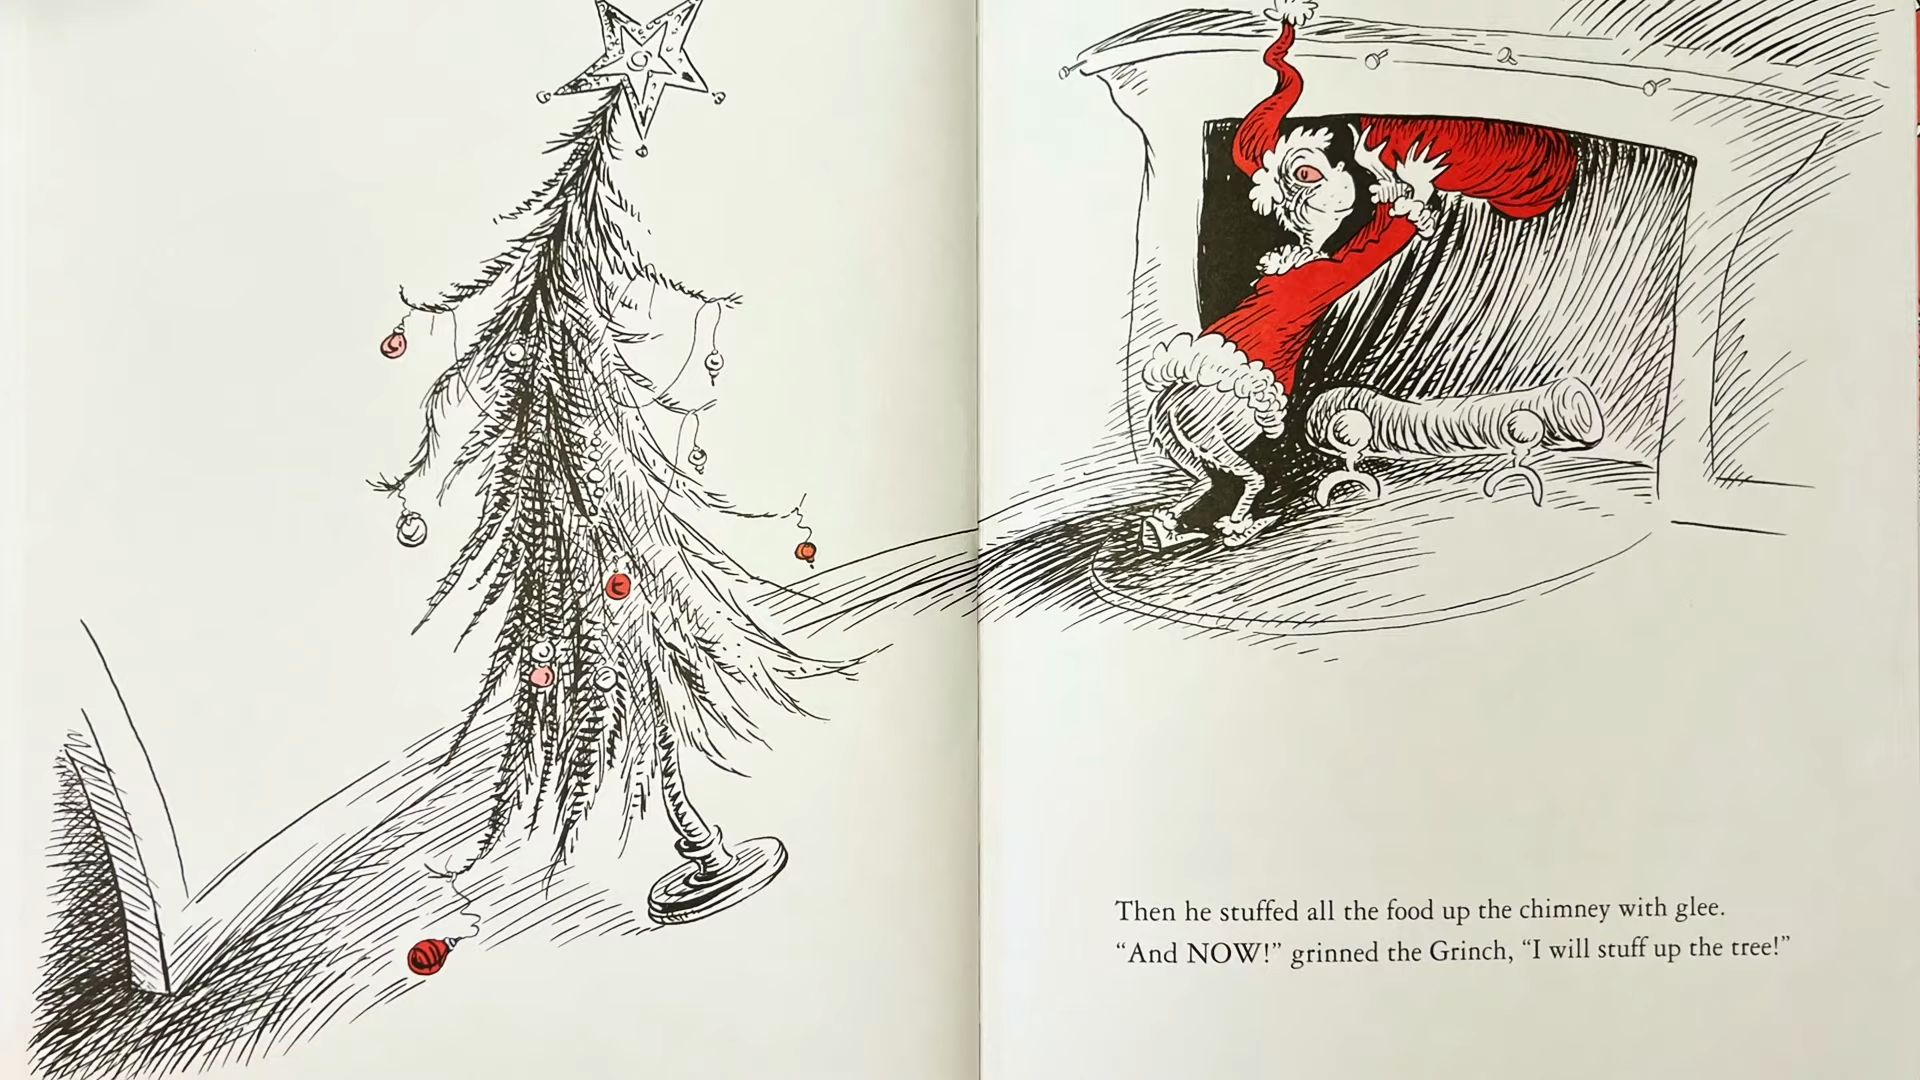 Then he stuffed all the food up the chimney with glee.
“And NOW!” grinned the Grinch, “I will stuff up the tree!”